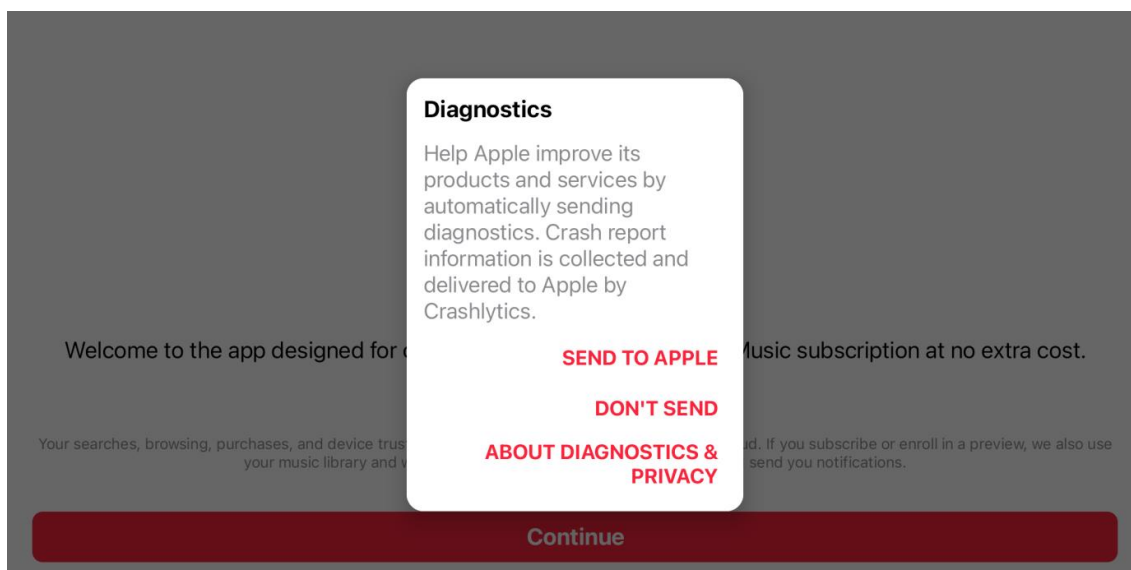 Diagnostics
Help Apple improve its
products and services by
automatically sending
diagnostics. Crash report
information is collected and
delivered to Apple by
Crashlytics.
SEND TO APPLE
DON'T SEND
ABOUT DIAGNOSTICS &
PRIVACY
Welcome to the app designed for Music subscription at no extra cost.
Your searches, browsing, purchases, and device If you subscribe or enroll in a preview, we also use
your music library and send you notifications.
Continue